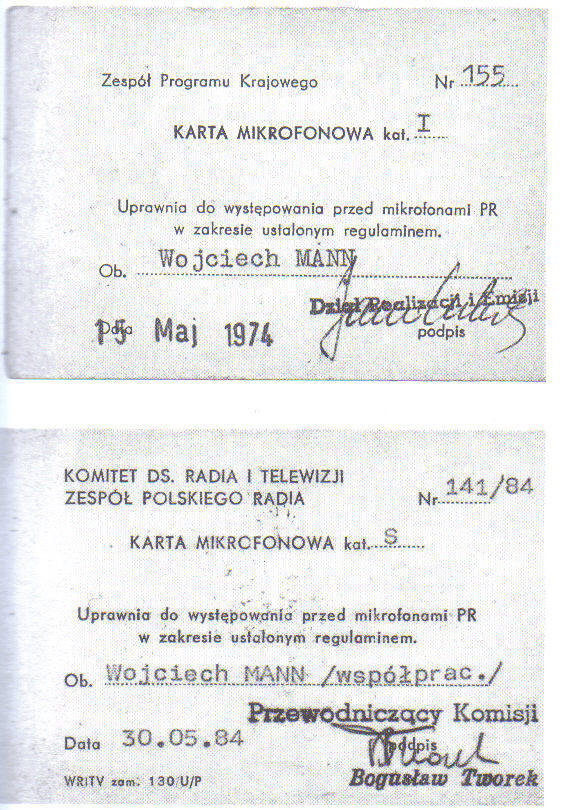 Zespół Programu Krajowego Nr 155
KARTA MIKROFONOWA kat. I
Uprawnia do występowania przed mikrofonami PR
w zakresie ustalonym regulaminem.
Ob. Wojciech MANN
Dział Realizacji i Emisji
Data 15 Maj 1974
podpis
KOMITET DS. RADIA I TELEWIZJI
ZESPÓŁ POLSKIEGO RADIA
Nr 141/84
KARTA MIKROFONOWA kat. S
Uprawnia do występowania przed mikrofonami PR
w zakresie ustalonym regulaminem.
Ob. Wojciech MANN /współprac./
Przewodniczący Komisji
Data 30.05.84 podpis
WRiTV zam. 130/U/P Bogusław Tworek